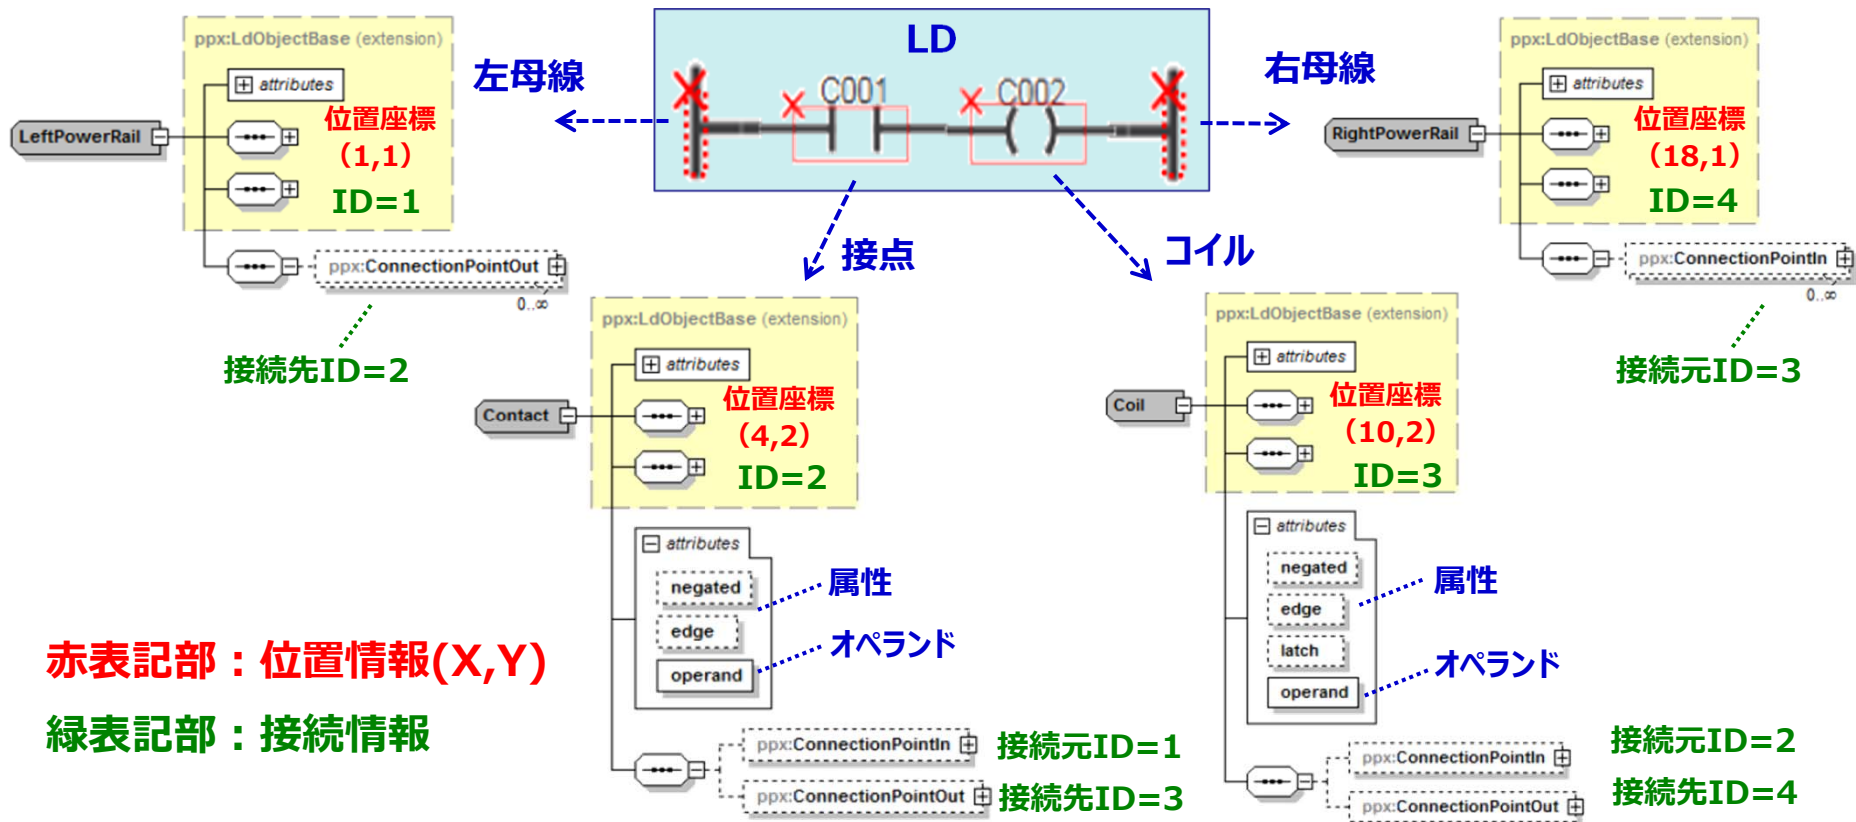 LD
C001
C002
左母線
右母線
接点
コイル
ppx:LdObjectBase (extension)
attributes
LeftPowerRail
位置座標
(1,1)
ID=1
ppx:ConnectionPointOut
0..∞
接続先ID=2
ppx:LdObjectBase (extension)
attributes
RightPowerRail
位置座標
(18,1)
ID=4
ppx:ConnectionPointIn
0..∞
接続元ID=3
ppx:LdObjectBase (extension)
attributes
Contact
位置座標
(4,2)
ID=2
attributes
negated
edge
operand
属性
オペランド
ppx:ConnectionPointIn
接続元ID=1
ppx:ConnectionPointOut
接続先ID=3
ppx:LdObjectBase (extension)
attributes
Coil
位置座標
(10,2)
ID=3
attributes
negated
edge
latch
operand
属性
オペランド
ppx:ConnectionPointIn
接続元ID=2
ppx:ConnectionPointOut
接続先ID=4
赤表記部：位置情報(X,Y)
緑表記部：接続情報